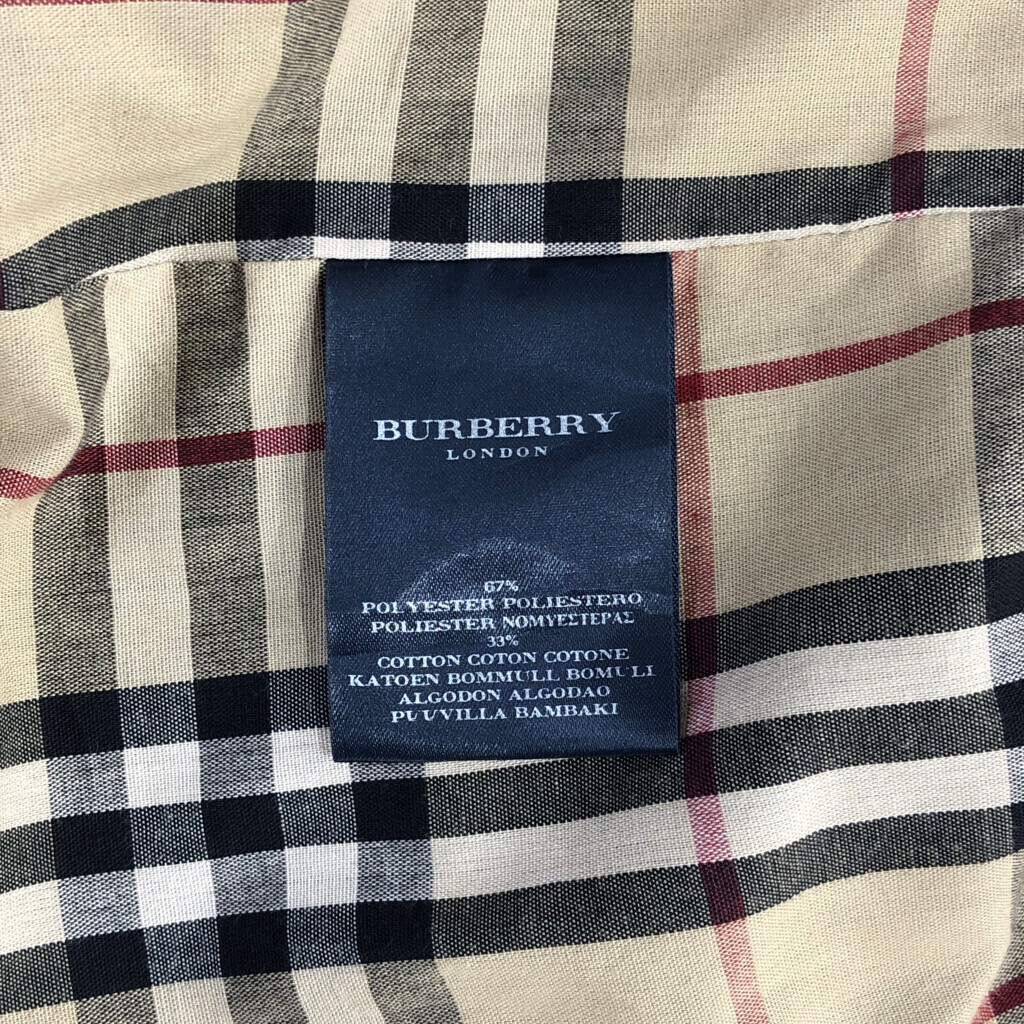 BURBERRY
LONDON
67%
POLYESTER POLIESTERO
POLIESTER ΝΟΜΥΕΣΤΕΡΑΣ
33%
COTTON COTON COTONE
KATOEN BOMMULL BOMULI
ALGODON ALGODAO
PUUVILLA BAMBAKI